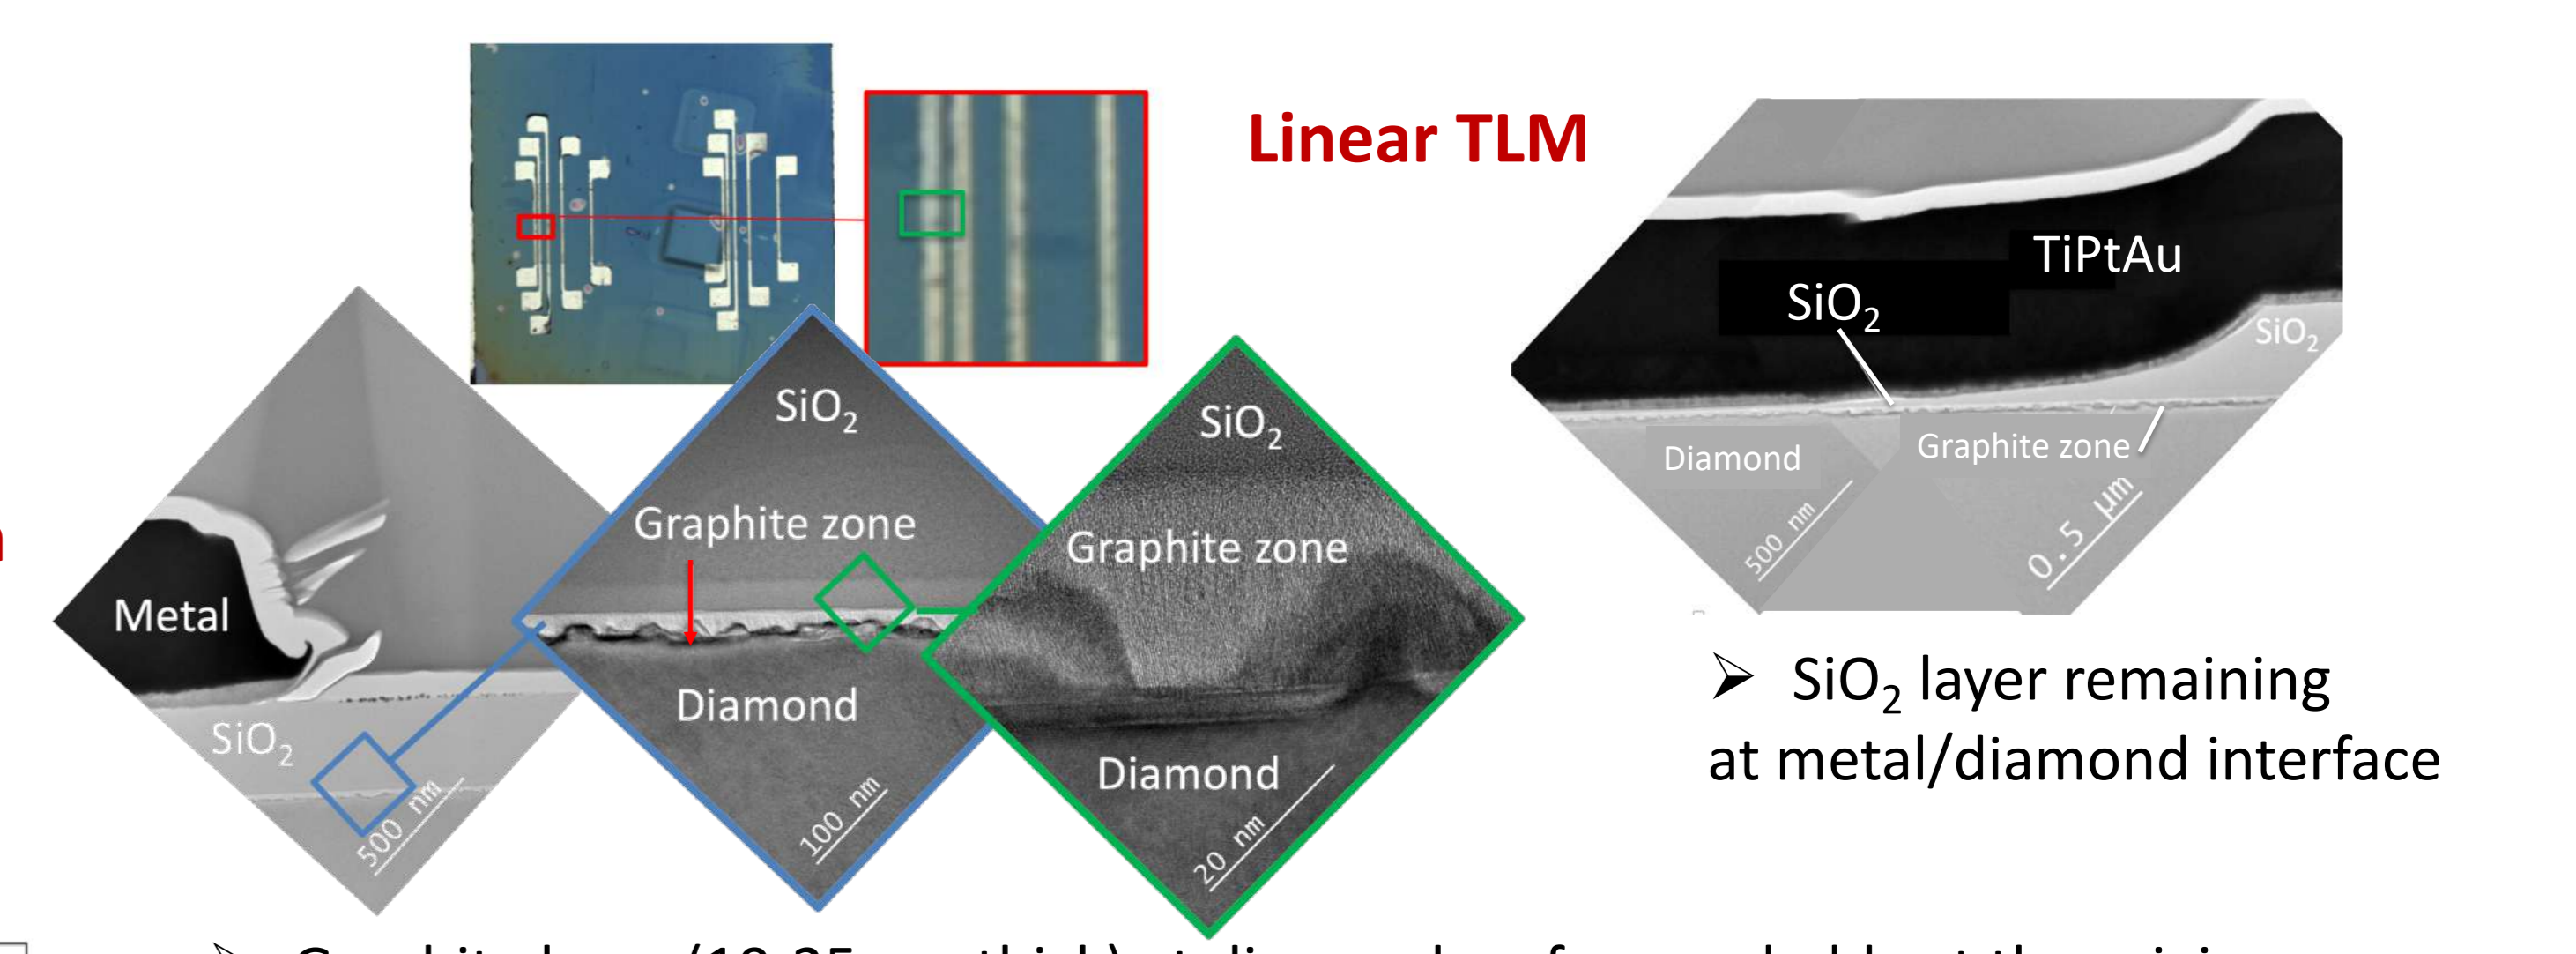 Linear TLM
TiPtAu
SiO₂
SiO₂
Diamond
Graphite zone
500 nm
0.5 µm
Metal
SiO₂
500 nm
SiO₂
Graphite zone
Diamond
100 nm
SiO₂
Graphite zone
Diamond
20 nm
➢ SiO₂ layer remaining
at metal/diamond interface